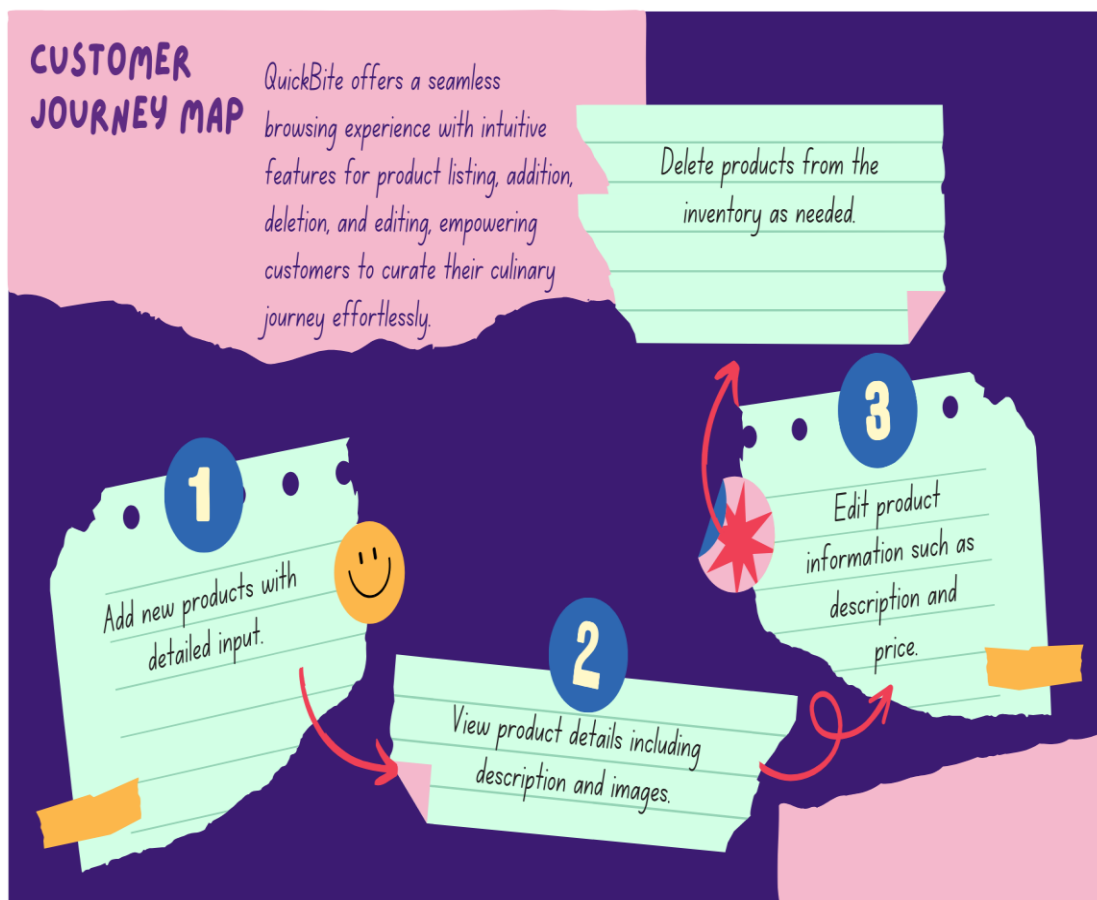 CUSTOMER
JOURNEY MAP
QuickBite offers a seamless
browsing experience with intuitive
features for product listing, addition,
deletion, and editing, empowering
customers to curate their culinary
journey effortlessly.
1
Add new products with
detailed input.
2
View product details including
description and images.
3
Edit product
information such as
description and
price.
Delete products from the
inventory as needed.